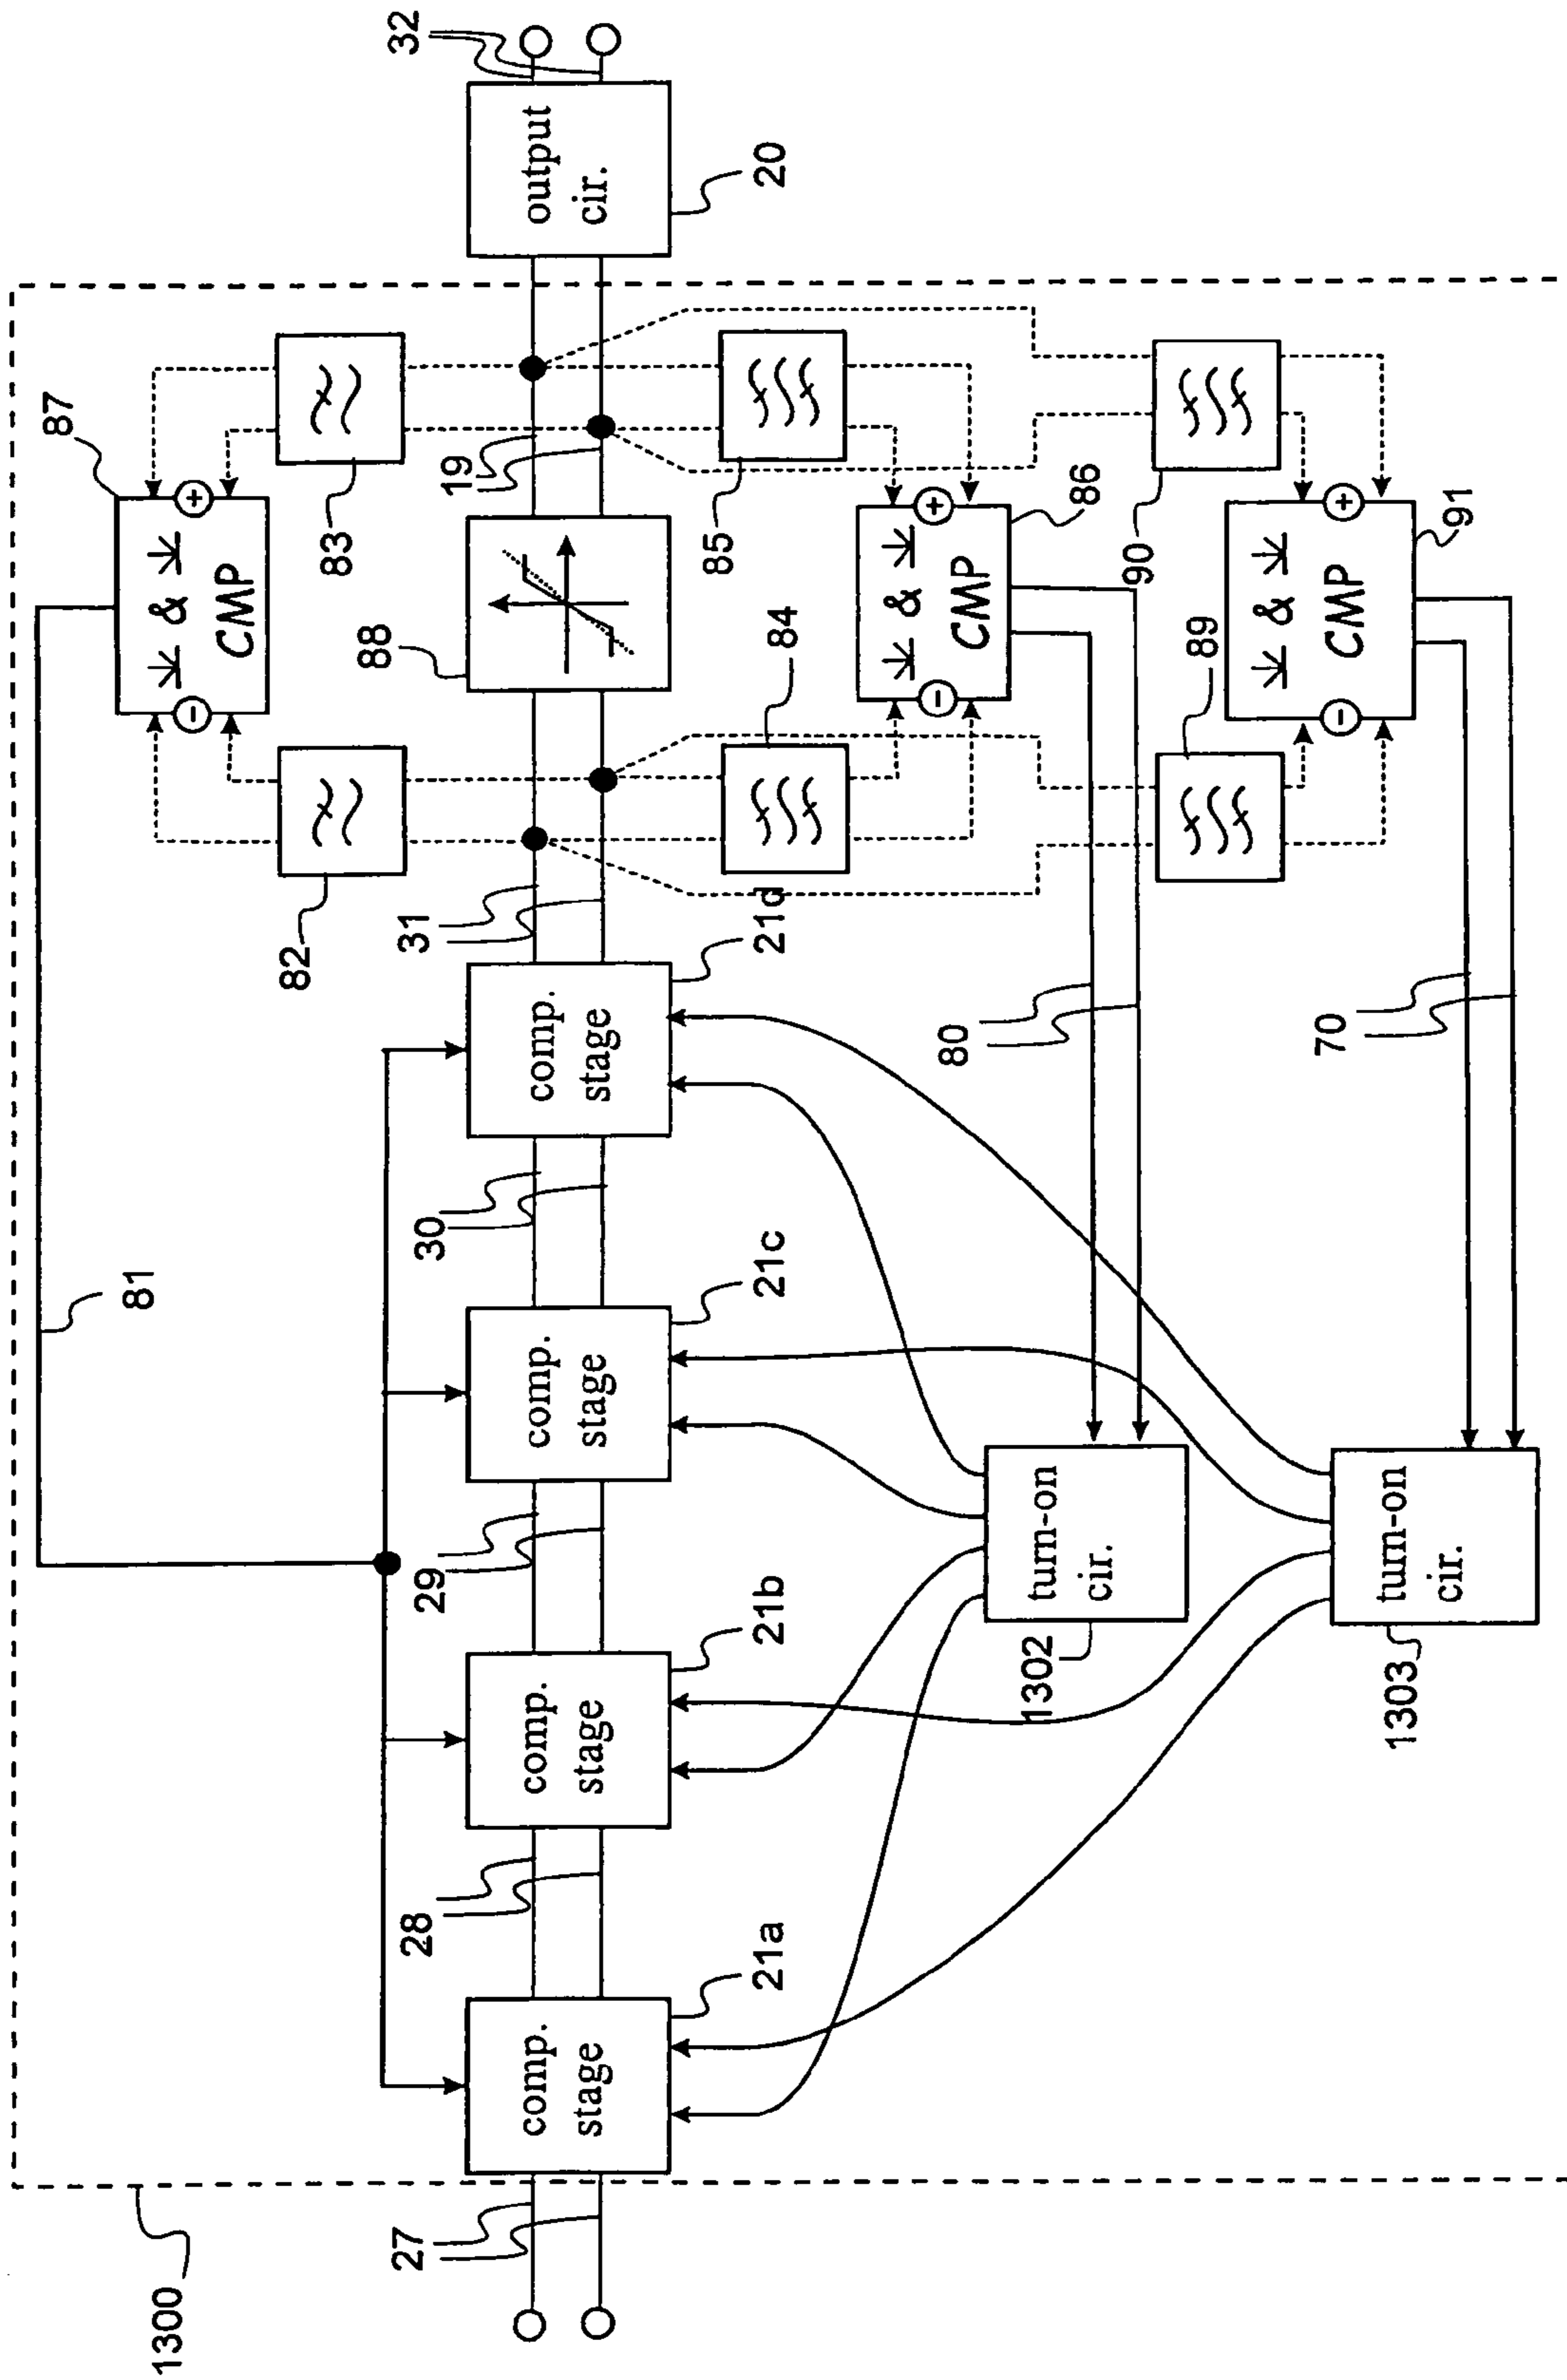 1300
27
comp.
stage
21a
28
comp.
stage
21b
29
comp.
stage
21c
30
comp.
stage
21d
31
81
82
83
87
-
+
&
CMP
88
19
output
cir.
20
32
84
85
-
+
&
CMP
86
89
90
-
+
&
CMP
91
80
70
turn-on
cir.
1302
turn-on
cir.
1303